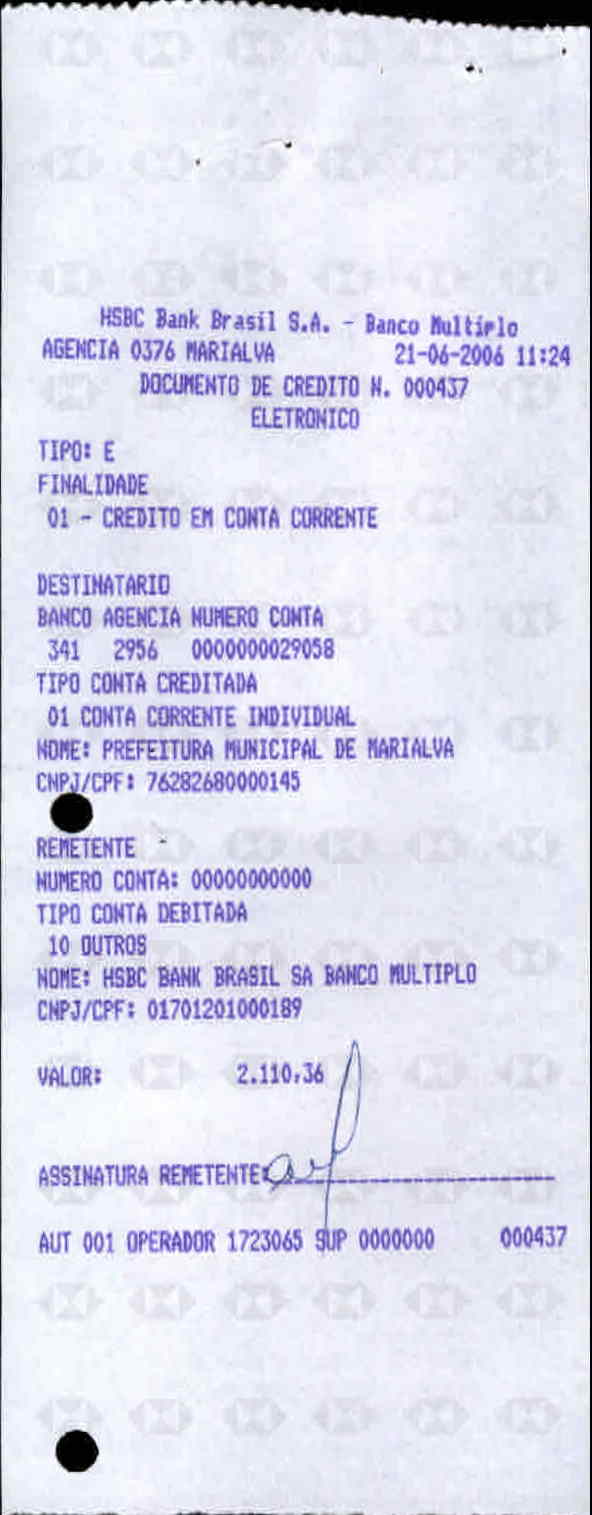 HSBC Bank Brasil S.A. - Banco Multiplo
AGENCIA 0376 MARIALVA 21-06-2006 11:24
DOCUMENTO DE CREDITO N. 000437
ELETRONICO
TIPO: E
FINALIDADE
01 - CREDITO EM CONTA CORRENTE
DESTINATARIO
BANCO AGENCIA NUMERO CONTA
341 2956 0000000029058
TIPO CONTA CREDITADA
01 CONTA CORRENTE INDIVIDUAL
NOME: PREFEITURA MUNICIPAL DE MARIALVA
CNPJ/CPF: 76282680000145
REMETENTE
NUMERO CONTA: 00000000000
TIPO CONTA DEBITADA
10 OUTROS
NOME: HSBC BANK BRASIL SA BANCO MULTIPLO
CNPJ/CPF: 01701201000189
VALOR: 2.110,36
ASSINATURA REMETENTE:
AUT 001 OPERADOR 1723065 SUP 0000000 000437